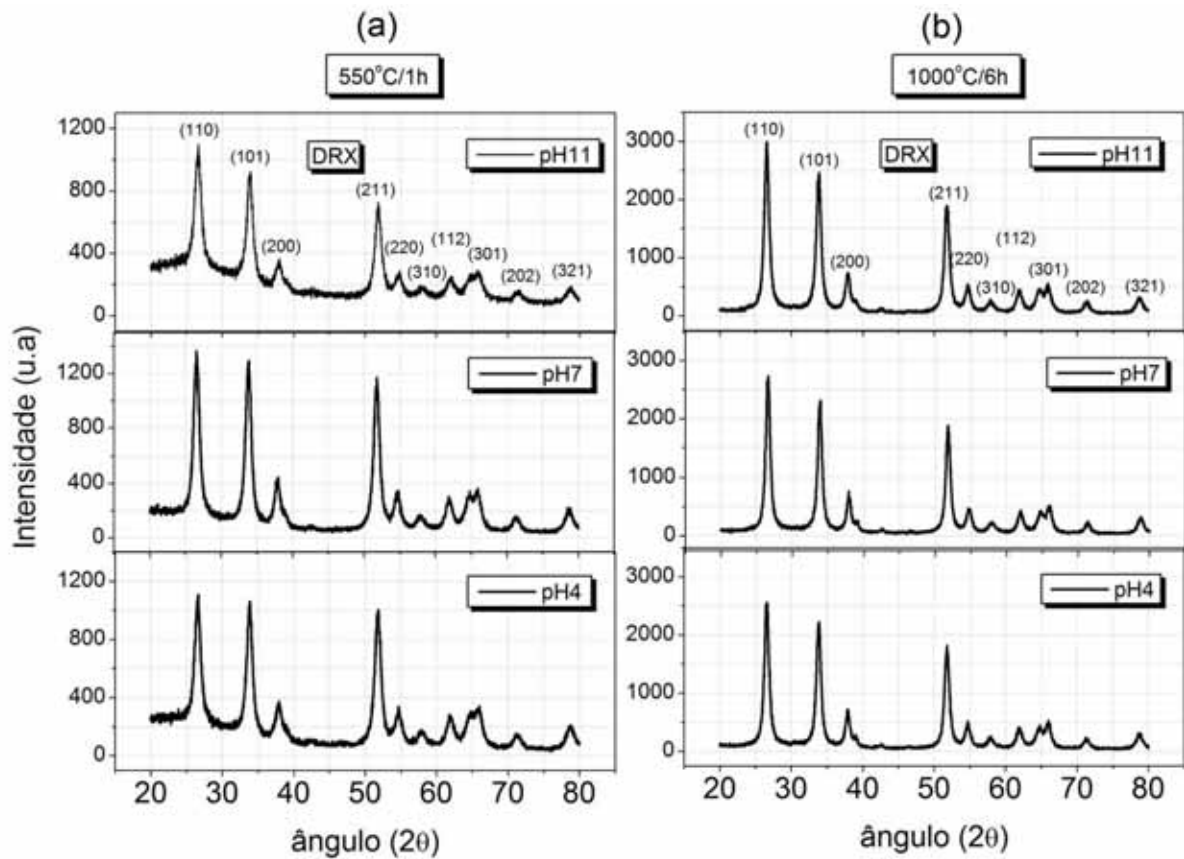 (a)
550°C/1h
1200
800
400
0
(110)
(101)
(200)
(211)
(220)
(310)
(112)
(301)
(202)
(321)
DRX
pH11
1200
800
400
0
pH7
1200
800
400
0
pH4
20 30 40 50 60 70 80
ângulo (2θ)
Intensidade (u.a)
(b)
1000°C/6h
3000
2000
1000
0
(110)
(101)
(200)
(211)
(220)
(310)
(112)
(301)
(202)
(321)
DRX
pH11
3000
2000
1000
0
pH7
3000
2000
1000
0
pH4
20 30 40 50 60 70 80
ângulo (2θ)